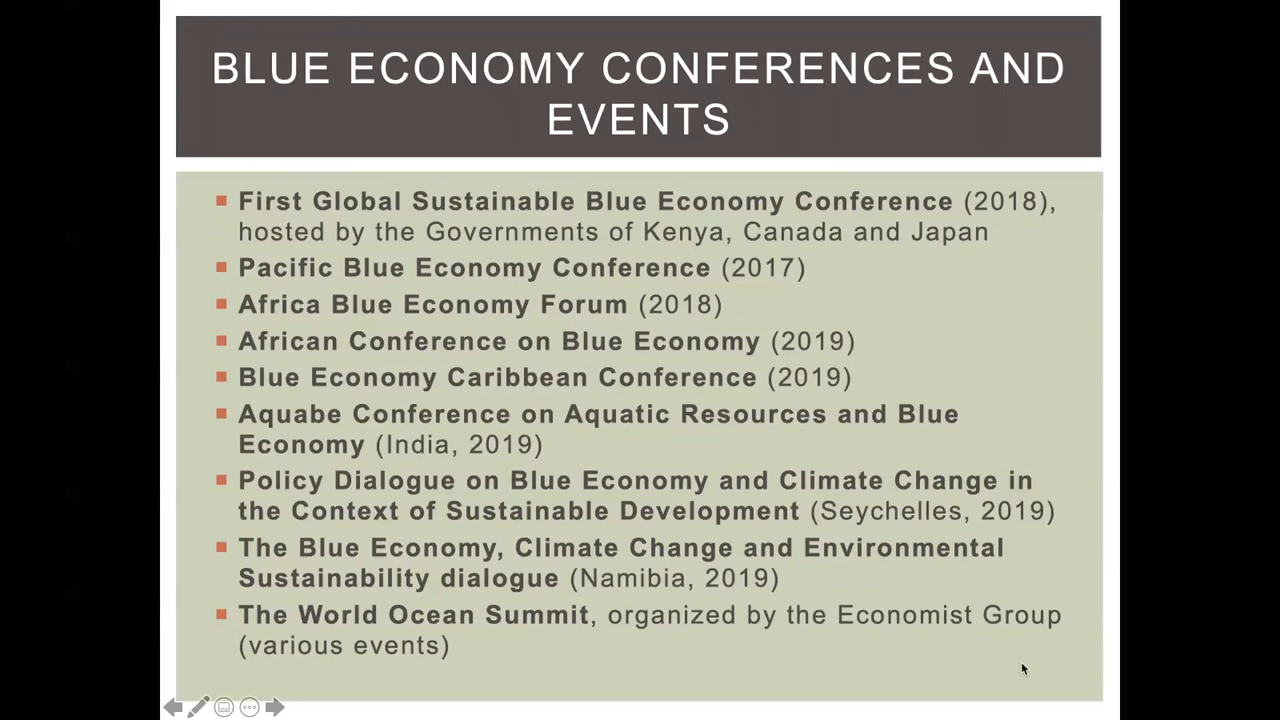 BLUE ECONOMY CONFERENCES AND
EVENTS
First Global Sustainable Blue Economy Conference (2018),
hosted by the Governments of Kenya, Canada and Japan
Pacific Blue Economy Conference (2017)
Africa Blue Economy Forum (2018)
African Conference on Blue Economy (2019)
Blue Economy Caribbean Conference (2019)
Aquabe Conference on Aquatic Resources and Blue
Economy (India, 2019)
Policy Dialogue on Blue Economy and Climate Change in
the Context of Sustainable Development (Seychelles, 2019)
The Blue Economy, Climate Change and Environmental
Sustainability dialogue (Namibia, 2019)
The World Ocean Summit, organized by the Economist Group
(various events)